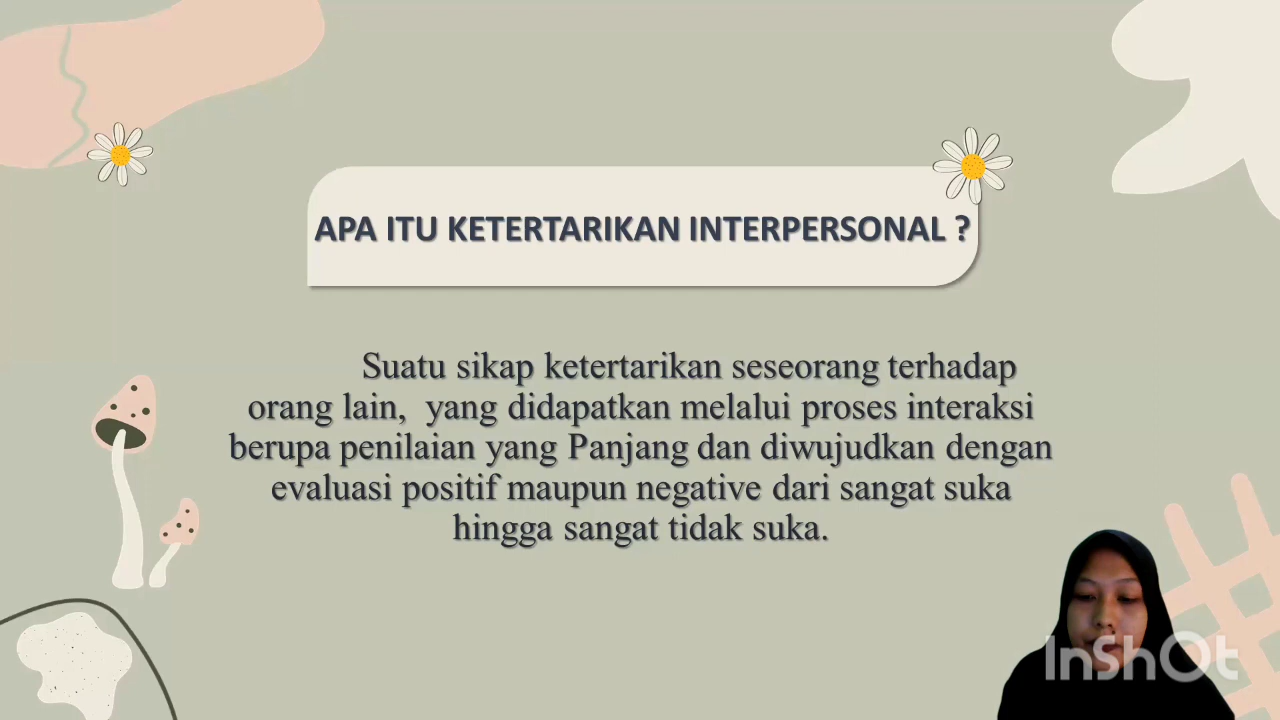 APA ITU KETERTARIKAN INTERPERSONAL ?
Suatu sikap ketertarikan seseorang terhadap
orang lain,  yang didapatkan melalui proses interaksi
berupa penilaian yang Panjang dan diwujudkan dengan
evaluasi positif maupun negative dari sangat suka
hingga sangat tidak suka.
InShOt